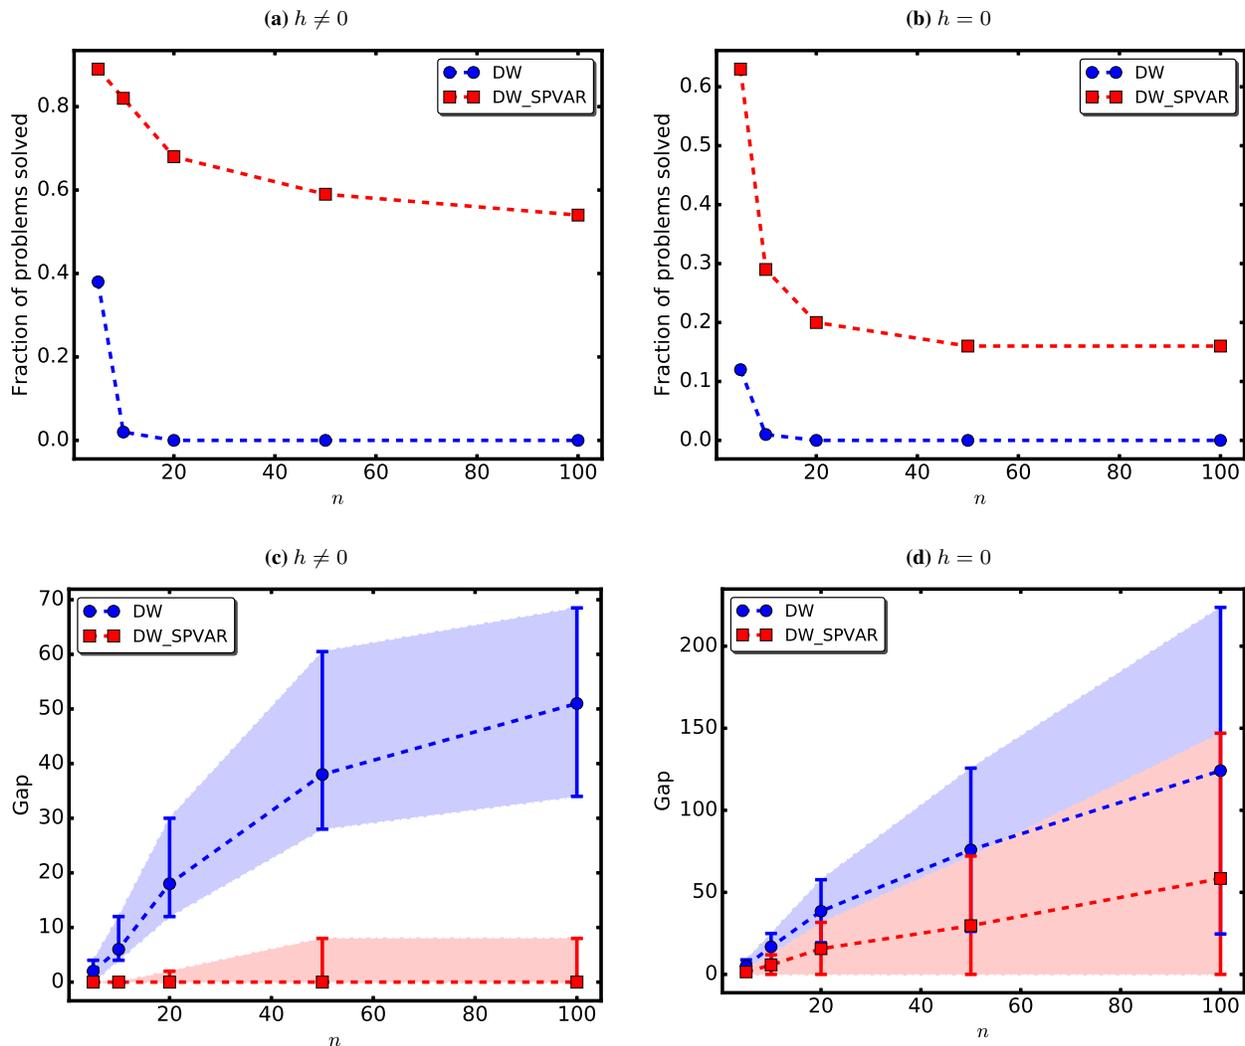 (a) h ≠ 0
Fraction of problems solved
0.8
0.6
0.4
0.2
0.0
20 40 60 80 100
n
DW
DW_SPVAR
(b) h = 0
Fraction of problems solved
0.6
0.5
0.4
0.3
0.2
0.1
0.0
20 40 60 80 100
n
DW
DW_SPVAR
(c) h ≠ 0
Gap
70
60
50
40
30
20
10
0
20 40 60 80 100
n
DW
DW_SPVAR
(d) h = 0
Gap
200
150
100
50
0
20 40 60 80 100
n
DW
DW_SPVAR